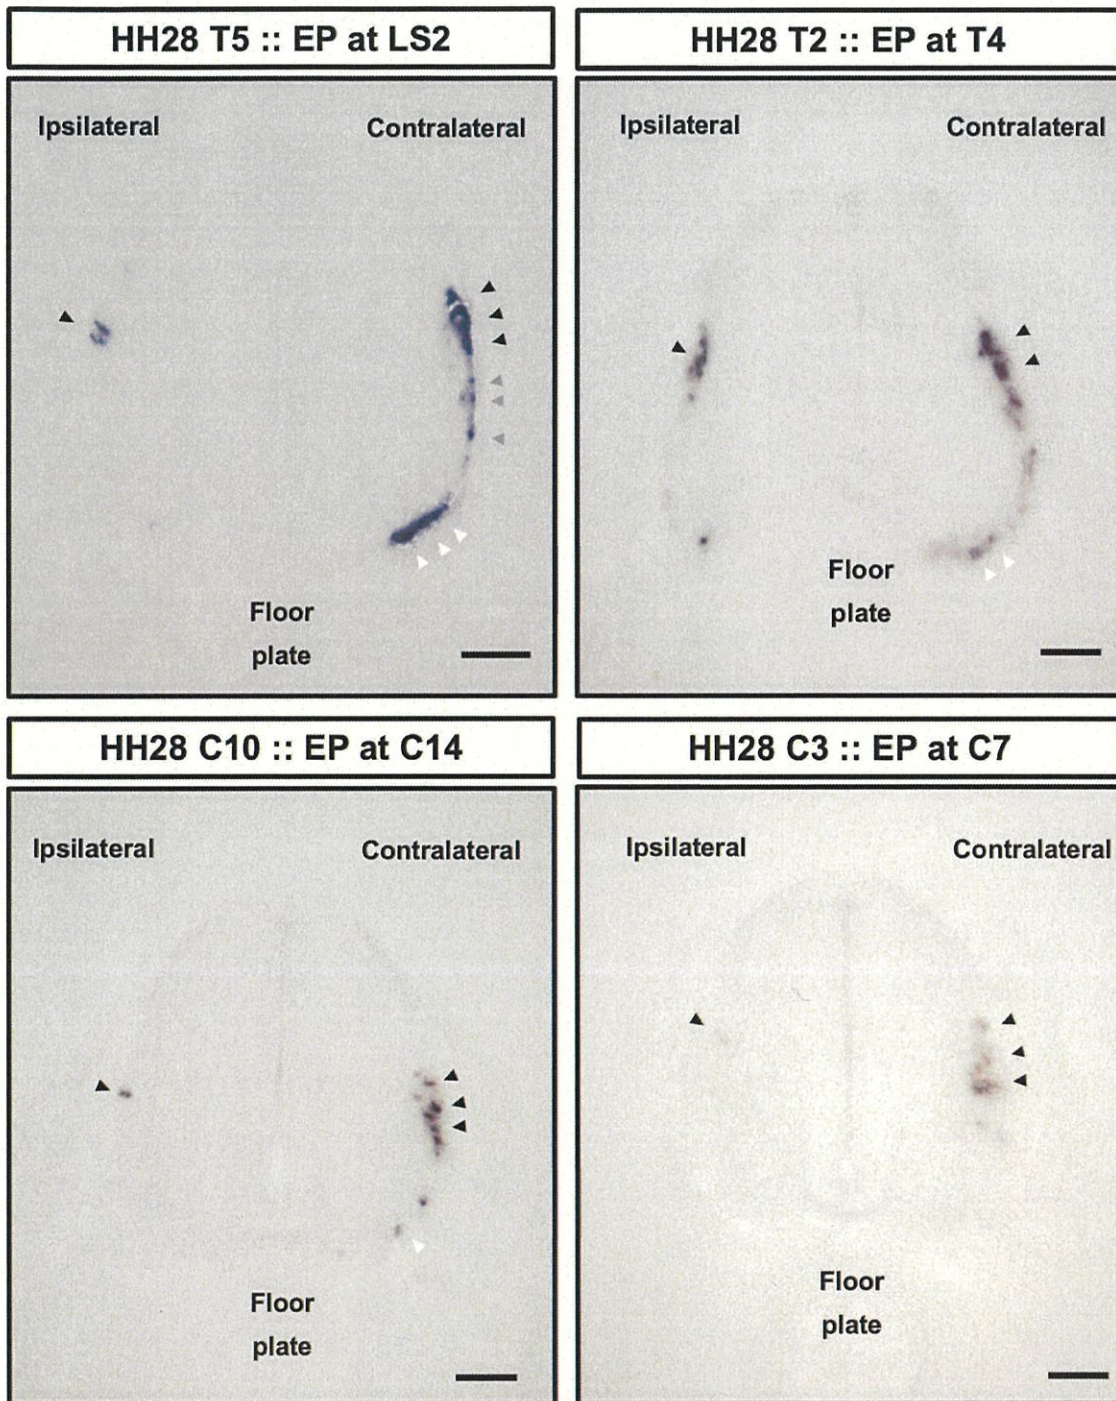 HH28 T5 :: EP at LS2
Ipsilateral
Contralateral
Floor
plate
HH28 T2 :: EP at T4
Ipsilateral
Contralateral
Floor
plate
HH28 C10 :: EP at C14
Ipsilateral
Contralateral
Floor
plate
HH28 C3 :: EP at C7
Ipsilateral
Contralateral
Floor
plate